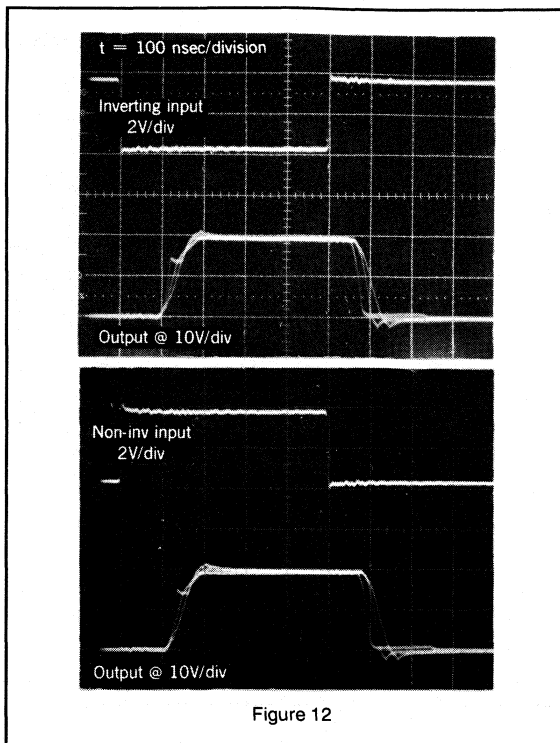 t = 100 nsec/division
Inverting input
2V/div
Output @ 10V/div
Non-inv input
2V/div
Output @ 10V/div
Figure 12